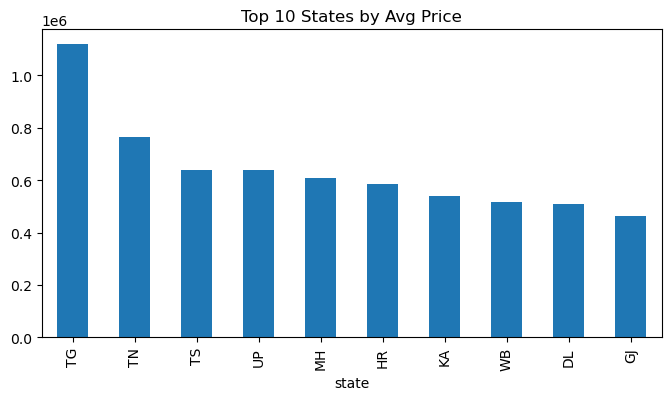 Top 10 States by Avg Price
1e6
1.0
0.8
0.6
0.4
0.2
0.0
TG TN TS UP MH HR KA WB DL GJ
state